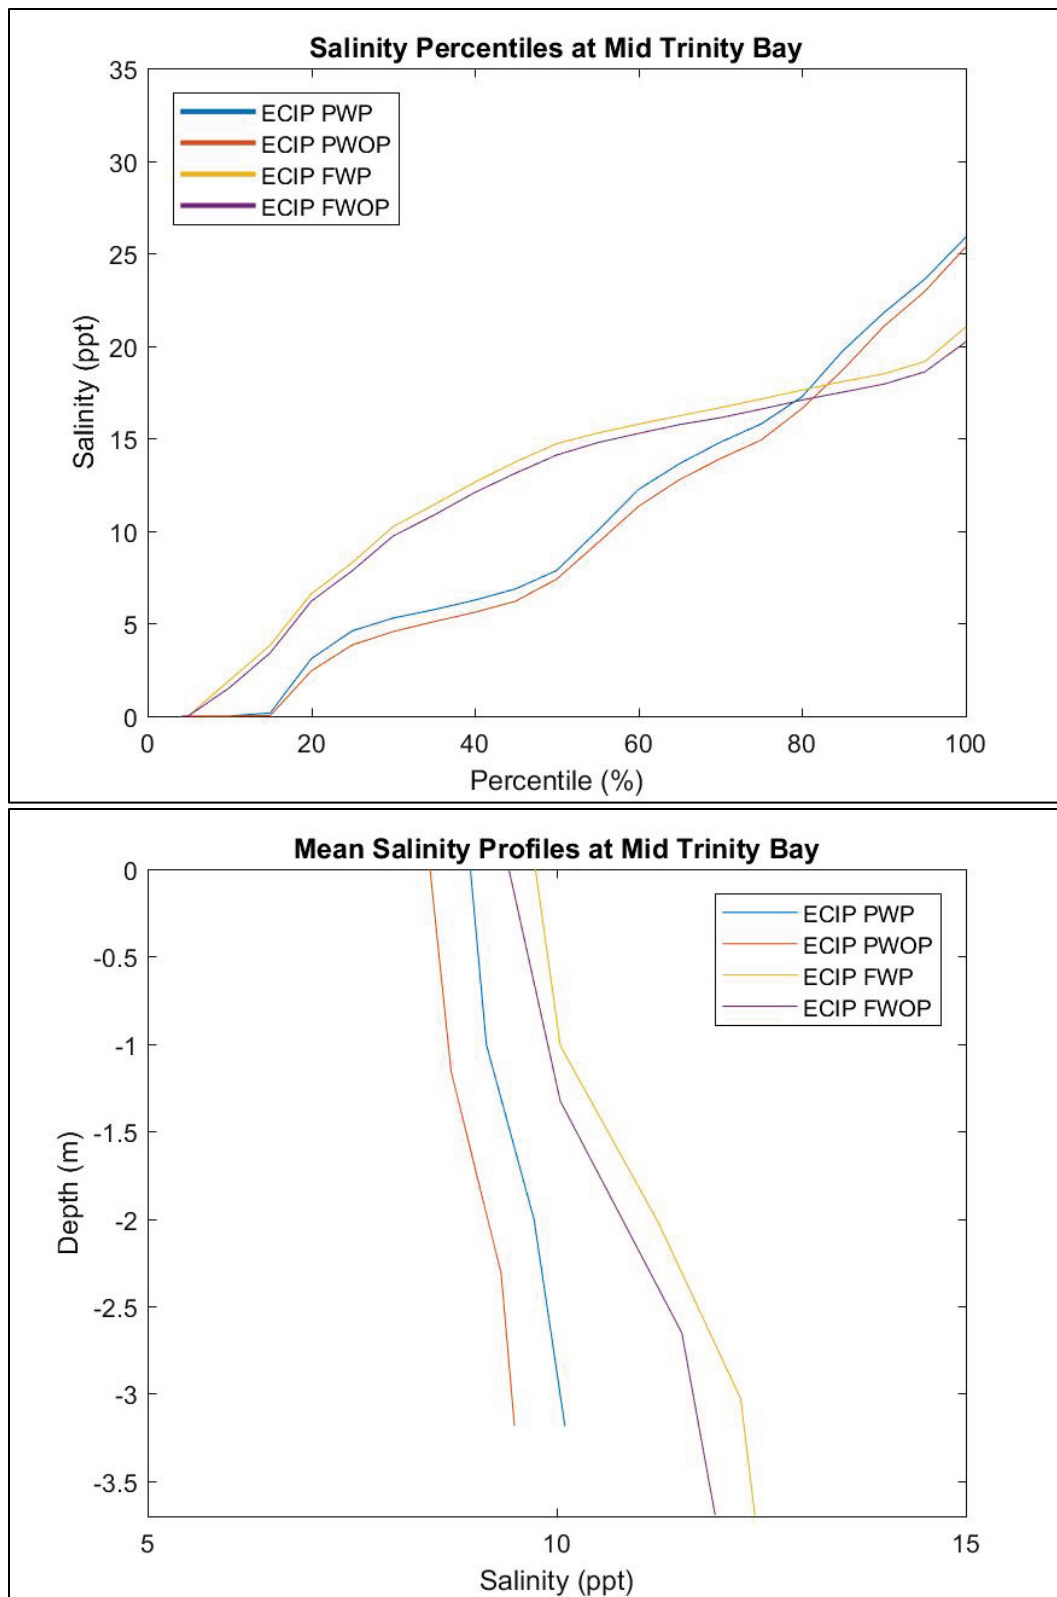 Salinity Percentiles at Mid Trinity Bay
35
30
25
20
15
10
5
0
Salinity (ppt)
ECIP PWP
ECIP PWOP
ECIP FWP
ECIP FWOP
0 20 40 60 80 100
Percentile (%)
Mean Salinity Profiles at Mid Trinity Bay
0
-0.5
-1
-1.5
-2
-2.5
-3
-3.5
Depth (m)
ECIP PWP
ECIP PWOP
ECIP FWP
ECIP FWOP
5 10 15
Salinity (ppt)